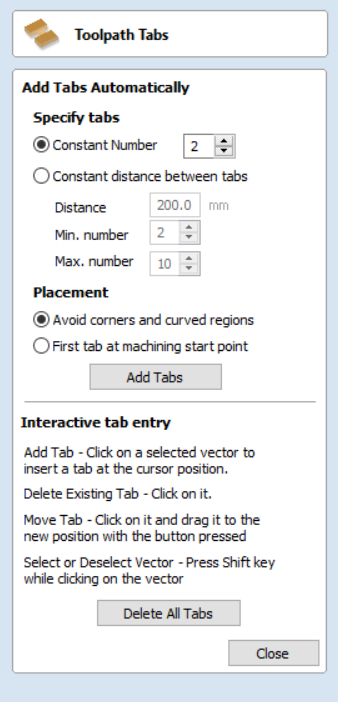 Toolpath Tabs
Add Tabs Automatically
Specify tabs
Constant Number 2
Constant distance between tabs
Distance 200.0 mm
Min. number 2
Max. number 10
Placement
Avoid corners and curved regions
First tab at machining start point
Add Tabs
Interactive tab entry
Add Tab - Click on a selected vector to
insert a tab at the cursor position.
Delete Existing Tab - Click on it.
Move Tab - Click on it and drag it to the
new position with the button pressed
Select or Deselect Vector - Press Shift key
while clicking on the vector
Delete All Tabs
Close